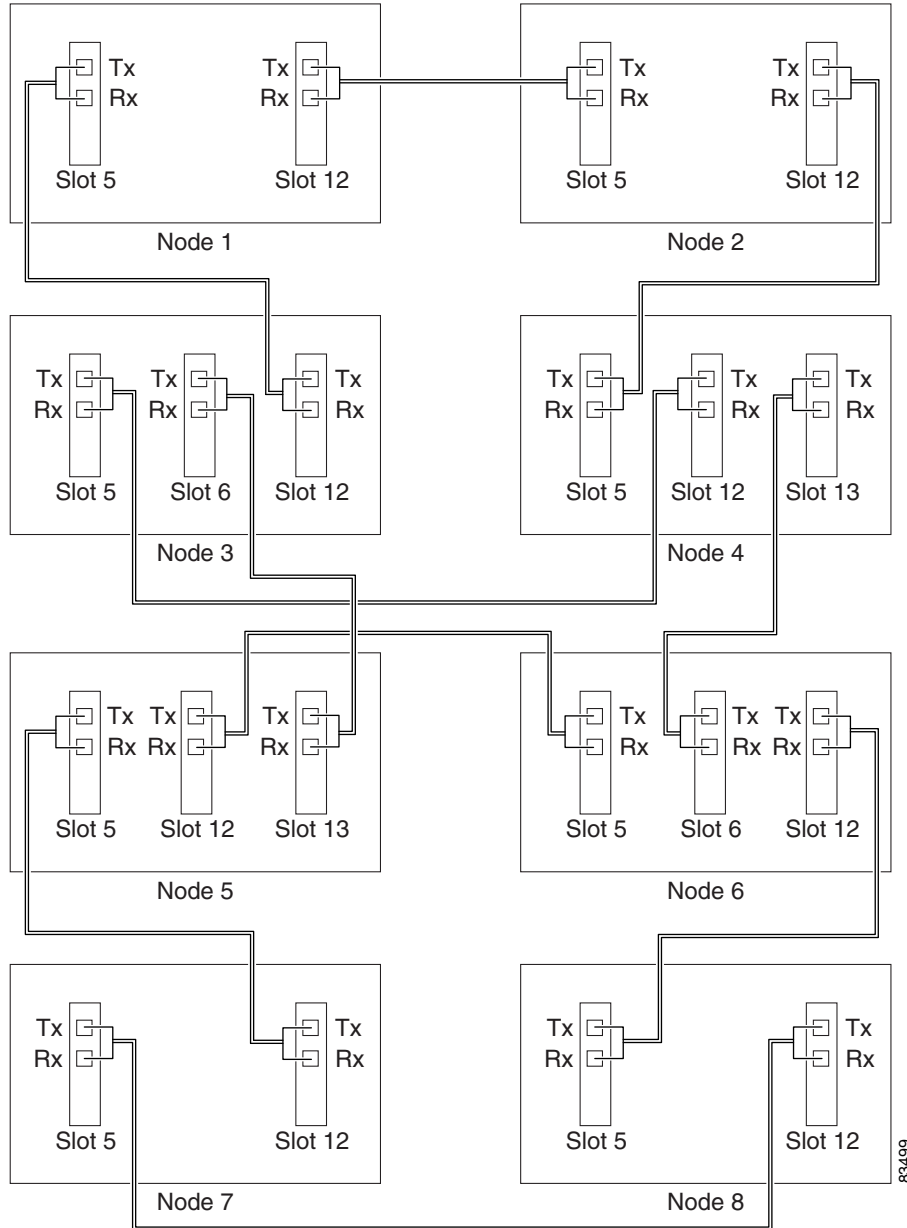 Tx Tx Tx Tx
Rx Rx Rx Rx
Slot 5 Slot 12 Slot 5 Slot 12
Node 1 Node 2
Tx Tx Tx Tx Tx Tx
Rx Rx Rx Rx Rx Rx
Slot 5 Slot 6 Slot 12 Slot 5 Slot 12 Slot 13
Node 3 Node 4
Tx Tx Tx Tx Tx Tx
Rx Rx Rx Rx Rx Rx
Slot 5 Slot 12 Slot 13 Slot 5 Slot 6 Slot 12
Node 5 Node 6
Tx Tx Tx Tx
Rx Rx Rx Rx
Slot 5 Slot 12 Slot 5 Slot 12
Node 7 Node 8
83499